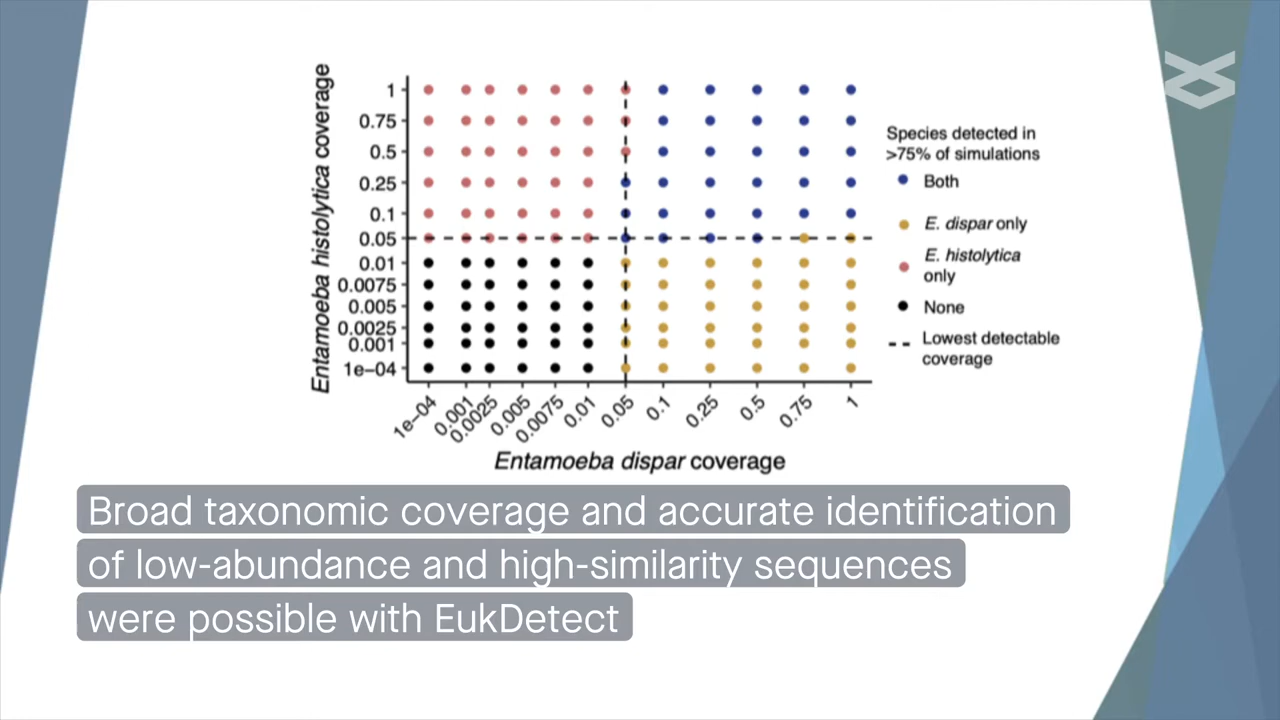 Entamoeba histolytica coverage
1
0.75
0.5
0.25
0.1
0.05
0.01
0.0075
0.005
0.0025
0.001
1e–04
1e–04
0.001
0.0025
0.005
0.0075
0.01
0.05
0.1
0.25
0.5
0.75
1
Entamoeba dispar coverage
Species detected in
>75% of simulations
Both
E. dispar only
E. histolytica
only
None
Lowest detectable
coverage
Broad taxonomic coverage and accurate identification
of low-abundance and high-similarity sequences
were possible with EukDetect